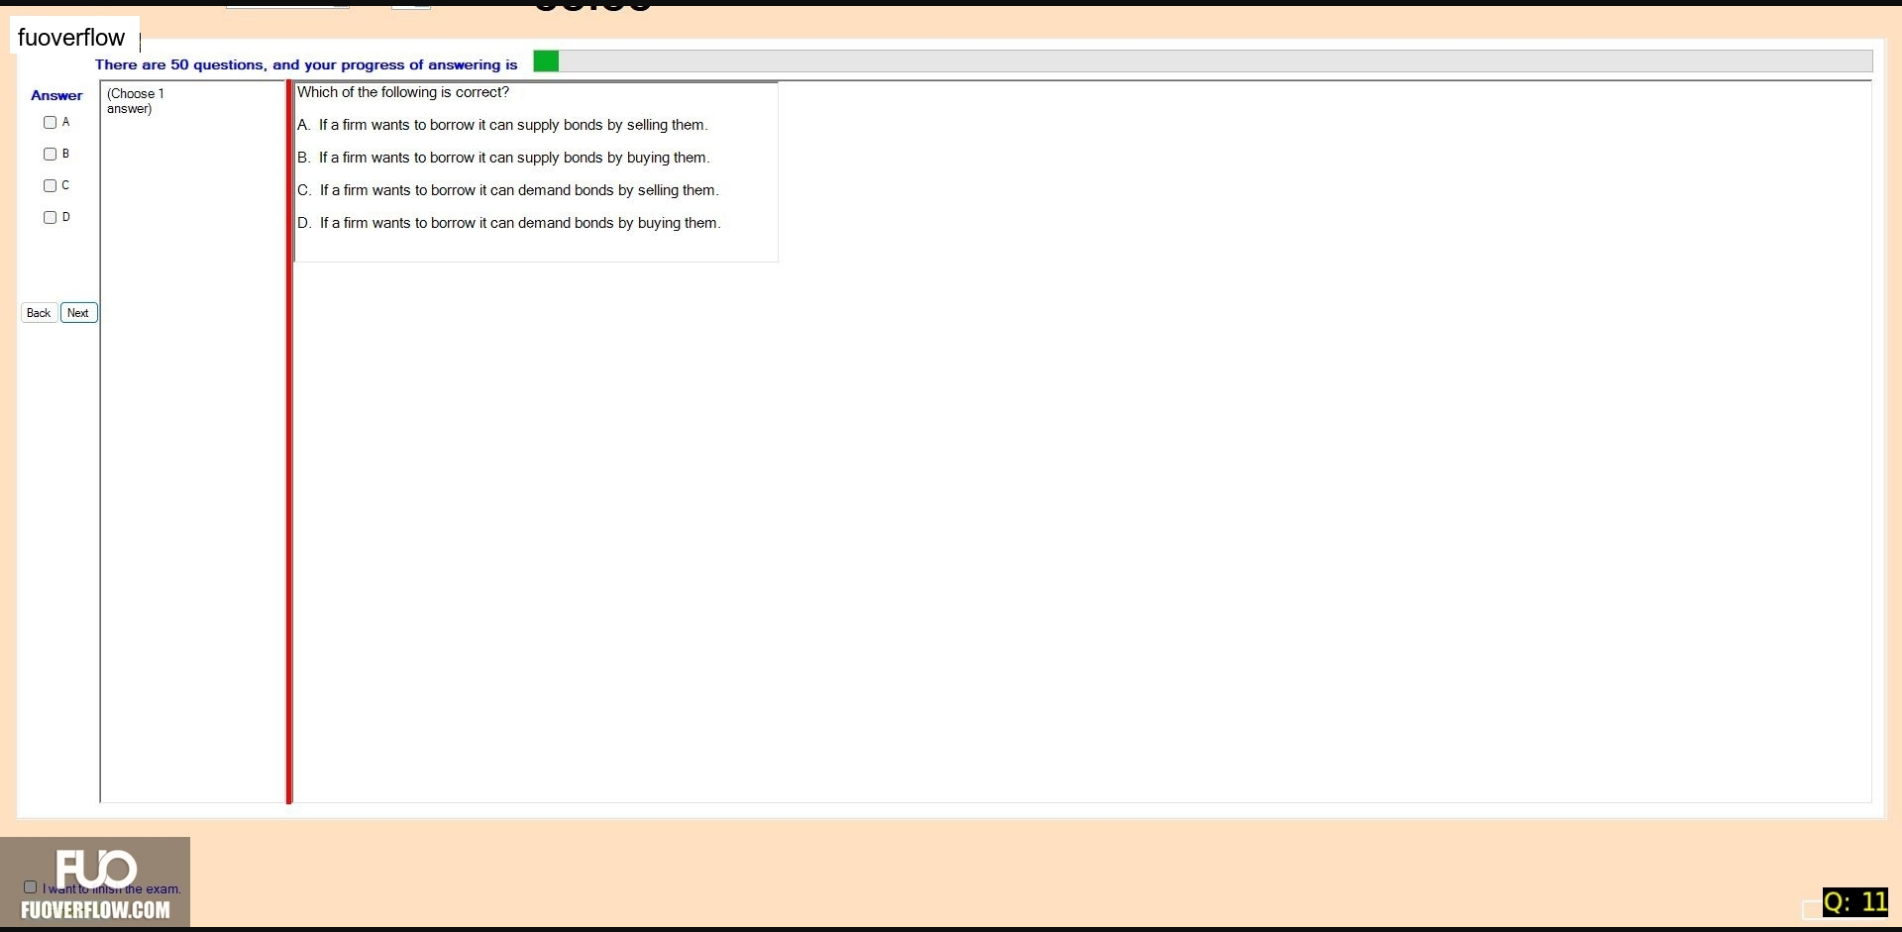 fuoverflow
There are 50 questions, and your progress of answering is
Answer
(Choose 1
answer)
A
B
C
D
Back
Next
Which of the following is correct?
A. If a firm wants to borrow it can supply bonds by selling them.
B. If a firm wants to borrow it can supply bonds by buying them.
C. If a firm wants to borrow it can demand bonds by selling them.
D. If a firm wants to borrow it can demand bonds by buying them.
FUO
I want to finish the exam.
FUOVERFLOW.COM
Q: 11